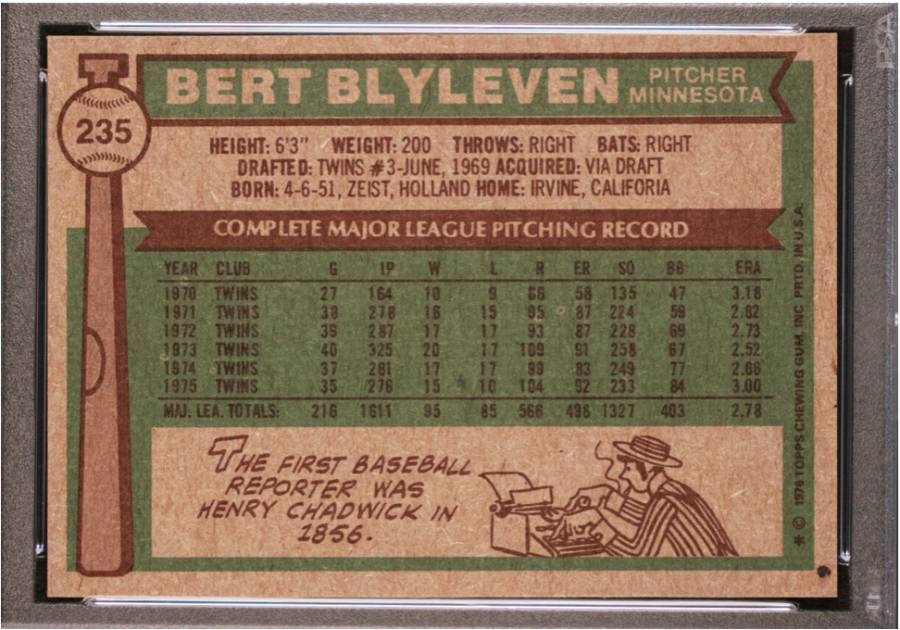 BERT BLYLEVEN
PITCHER
MINNESOTA
235
HEIGHT: 6'3" WEIGHT: 200 THROWS: RIGHT BATS: RIGHT
DRAFTED: TWINS #3-JUNE, 1969 ACQUIRED: VIA DRAFT
BORN: 4-6-51, ZEIST, HOLLAND HOME: IRVINE, CALIFORIA
COMPLETE MAJOR LEAGUE PITCHING RECORD
YEAR CLUB G IP W L R ER SO BB ERA
1970 TWINS 27 164 10 9 66 58 135 47 3.18
1971 TWINS 38 278 16 15 95 87 224 59 2.82
1972 TWINS 39 287 17 17 93 87 228 69 2.73
1973 TWINS 40 325 20 17 109 91 258 67 2.52
1974 TWINS 37 281 17 17 99 83 249 77 2.66
1975 TWINS 35 276 15 10 104 92 233 84 3.00
MAJ. LEA. TOTALS: 216 1611 95 85 566 498 1327 403 2.78
THE FIRST BASEBALL
REPORTER WAS
HENRY CHADWICK IN
1856.
* © 1976 TOPPS CHEWING GUM, INC. PRTD. IN U.S.A.
PSA